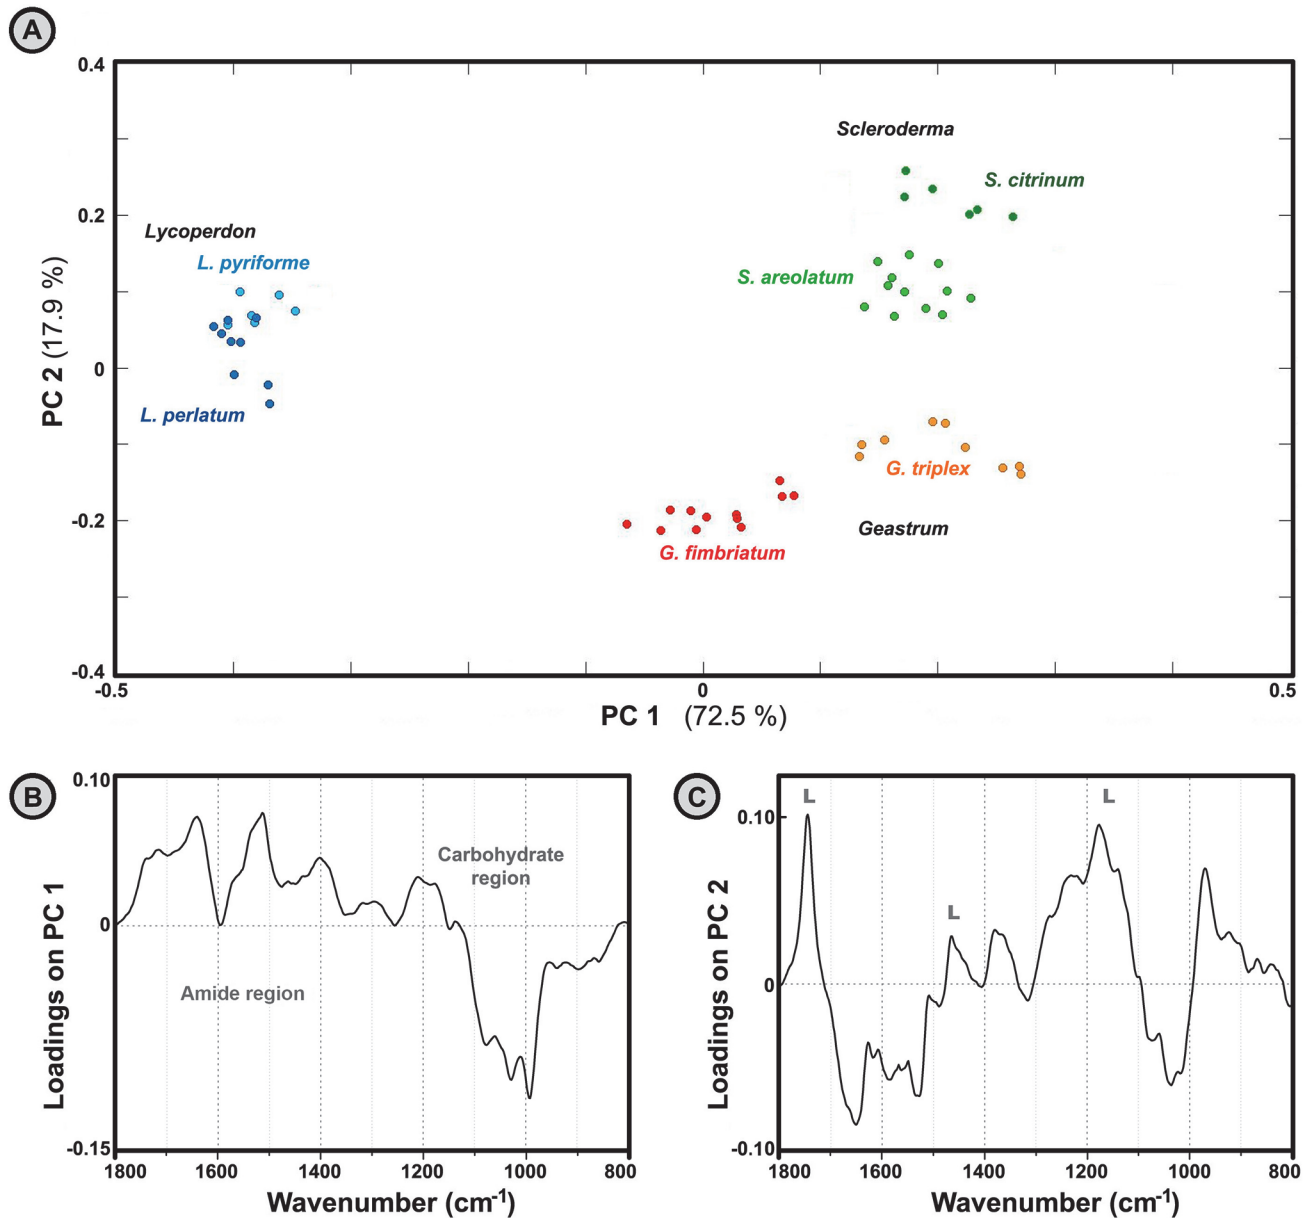 A
0.4
Scleroderma
S. citrinum
0.2
Lycoperdon
L. pyriforme
S. areolatum
PC 2 (17.9 %)
0
L. perlatum
G. triplex
-0.2
Geastrum
G. fimbriatum
-0.4
-0.5
0
0.5
PC 1 (72.5 %)
B
0.10
Carbohydrate
region
0
Amide region
Loadings on PC 1
-0.15
1800
1600
1400
1200
1000
800
Wavenumber (cm-1)
C
L
L
0.10
L
0
Loadings on PC 2
-0.10
1800
1600
1400
1200
1000
800
Wavenumber (cm-1)